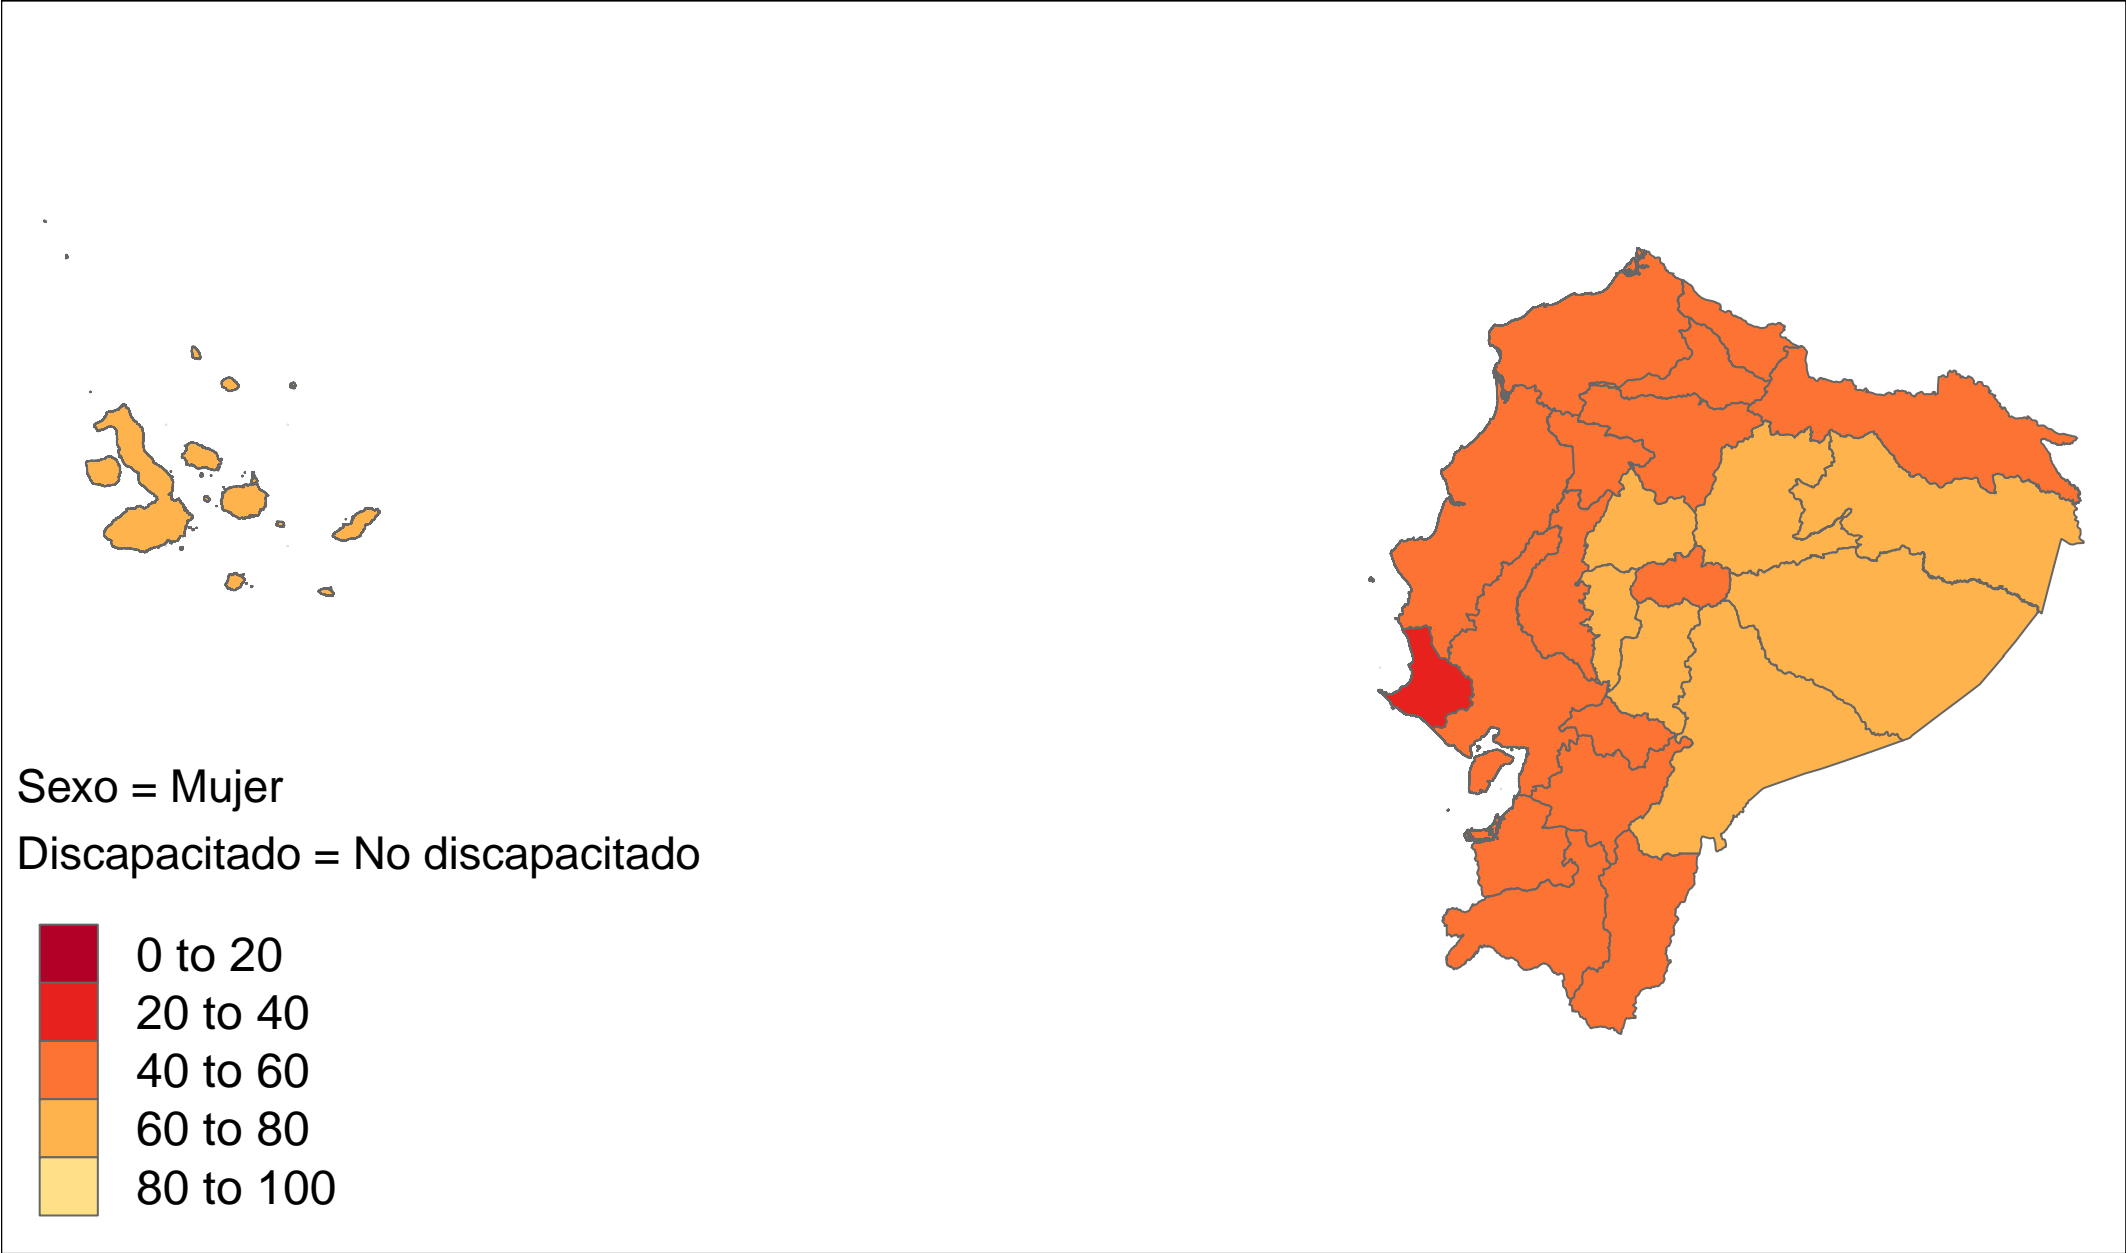 Sexo = Mujer
Discapacitado = No discapacitado
0 to 20
20 to 40
40 to 60
60 to 80
80 to 100